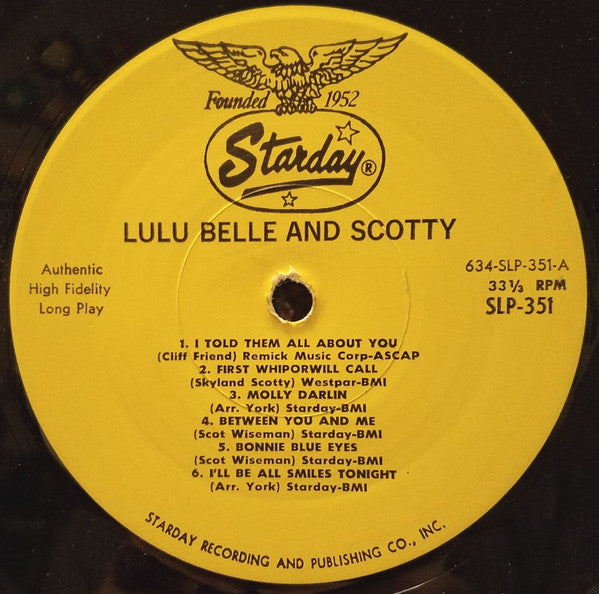 Founded 1952
Starday®
LULU BELLE AND SCOTTY
Authentic
High Fidelity
Long Play
634-SLP-351-A
33⅓ RPM
SLP-351
1. I TOLD THEM ALL ABOUT YOU
(Cliff Friend) Remick Music Corp-ASCAP
2. FIRST WHIPORWILL CALL
(Skyland Scotty) Westpar-BMI
3. MOLLY DARLIN
(Arr. York) Starday-BMI
4. BETWEEN YOU AND ME
(Scot Wiseman) Starday-BMI
5. BONNIE BLUE EYES
(Scot Wiseman) Starday-BMI
6. I'LL BE ALL SMILES TONIGHT
(Arr. York) Starday-BMI
STARDAY RECORDING AND PUBLISHING CO., INC.